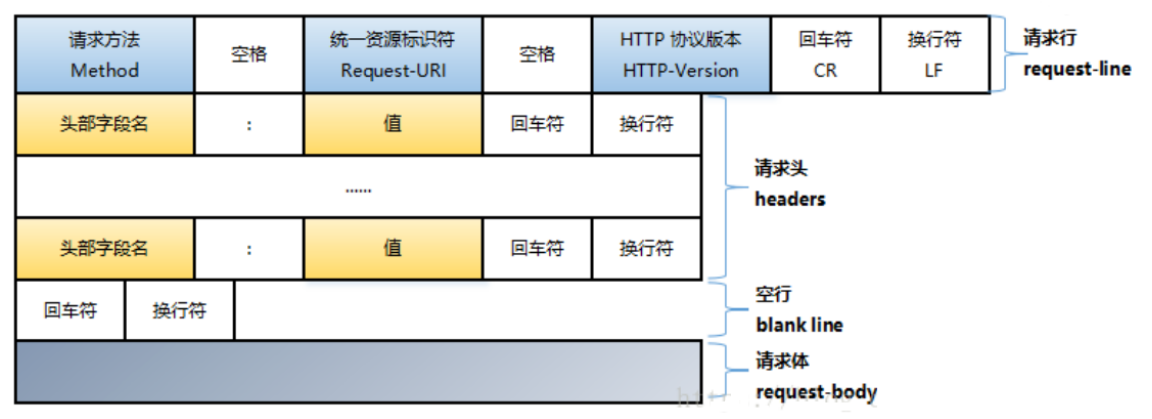 请求方法 空格 统一资源标识符 空格 HTTP 协议版本 回车符 换行符 请求行
Method Request-URI HTTP-Version CR LF request-line
头部字段名 : 值 回车符 换行符
...... 请求头
headers
头部字段名 : 值 回车符 换行符
回车符 换行符 空行
blank line
请求体
request-body